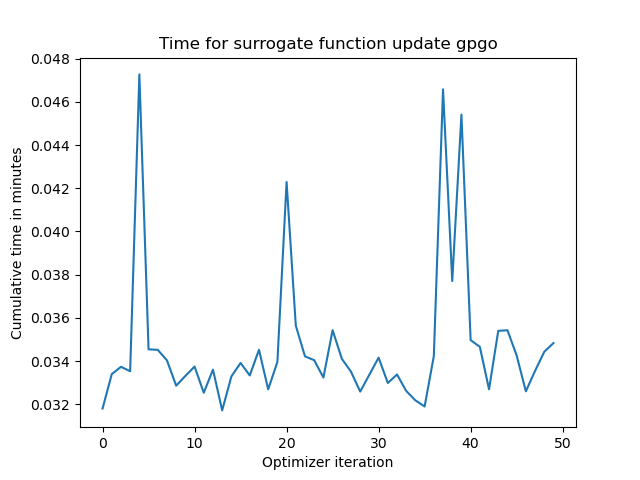 Time for surrogate function update gpgo
0.048
0.046
0.044
0.042
0.040
0.038
0.036
0.034
0.032
Cumulative time in minutes
0 10 20 30 40 50
Optimizer iteration